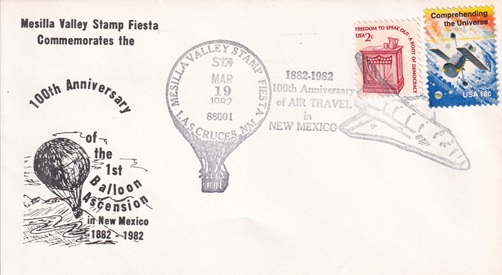 Mesilla Valley Stamp Fiesta
Commemorates the
100th Anniversary
of
the
1st
Balloon
Ascension
in New Mexico
1882 - 1982
MESILLA VALLEY STAMP FIESTA
STA
MAR
19
1982
88001
LAS CRUCES NM
1882-1982
100th Anniversary
of AIR TRAVEL
in
NEW MEXICO
FREEDOM TO SPEAK OUT A ROOT OF DEMOCRACY
USA 2c
Comprehending
the Universe
USA 18c